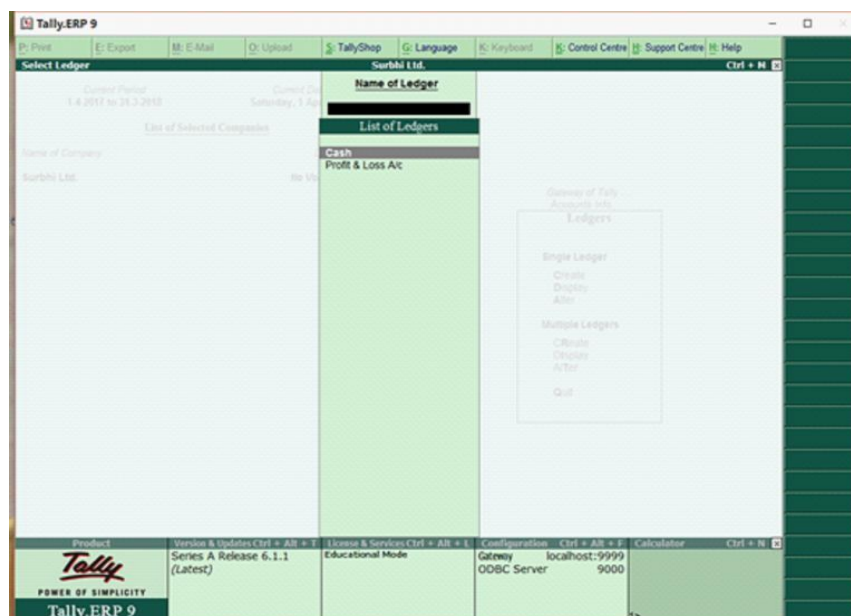 Tally.ERP 9
P: Print E: Export M: E-Mail O: Upload S: TallyShop G: Language K: Keyboard K: Control Centre H: Support Centre H: Help
Select Ledger Surbhi Ltd. Ctrl + N
Current Period
1-4-2017 to 31-3-2018 Saturday, 1 Ap
List of Selected Companies
Name of Company
Surbhi Ltd. No Vo
Name of Ledger
List of Ledgers
Cash
Profit & Loss A/c
Gateway of Tally
Accounts Info.
Ledgers
Single Ledger
Create
Display
Alter
Multiple Ledgers
Display
Quit
Product Version & Updates Ctrl + Alt + T License & Services Ctrl + Alt + L Configuration Ctrl + Alt + F Calculator Ctrl + N
Tally
POWER OF SIMPLICITY
Tally.ERP 9
Series A Release 6.1.1
(Latest)
Educational Mode
Gateway localhost:9999
ODBC Server 9000